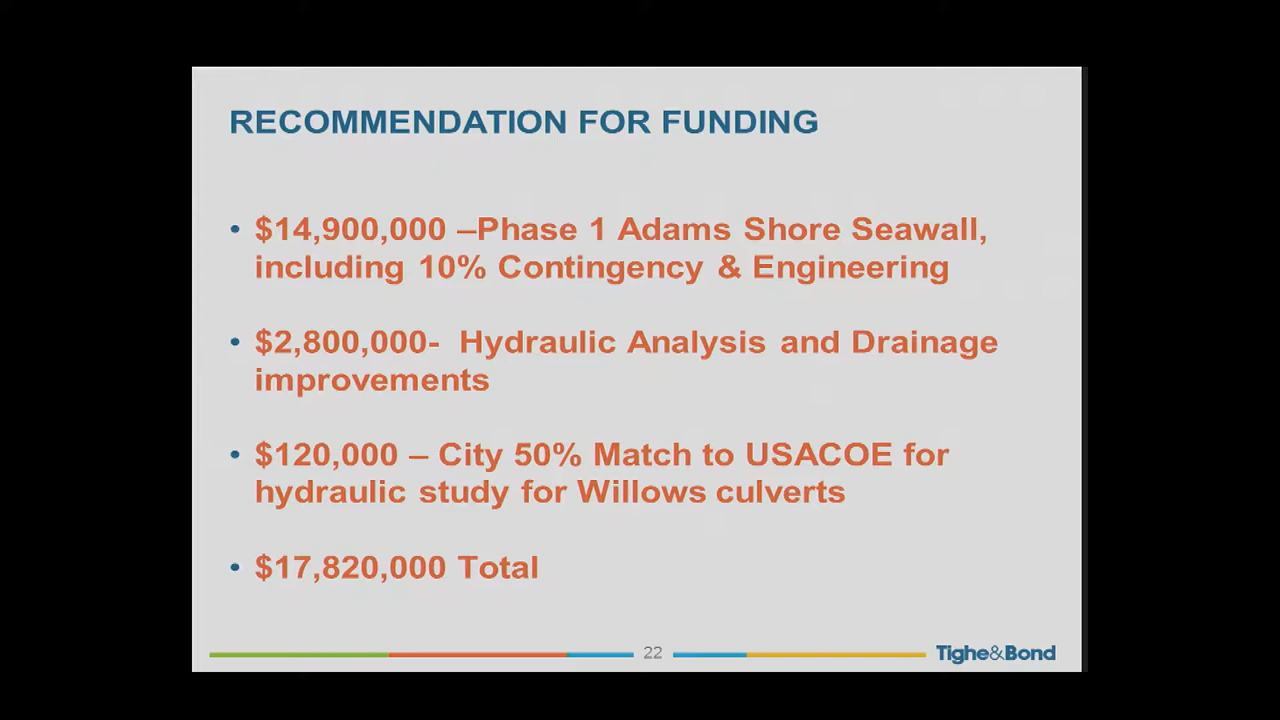 RECOMMENDATION FOR FUNDING
• $14,900,000 –Phase 1 Adams Shore Seawall,
including 10% Contingency & Engineering
• $2,800,000-  Hydraulic Analysis and Drainage
improvements
• $120,000 – City 50% Match to USACOE for
hydraulic study for Willows culverts
• $17,820,000 Total
22
Tighe&Bond